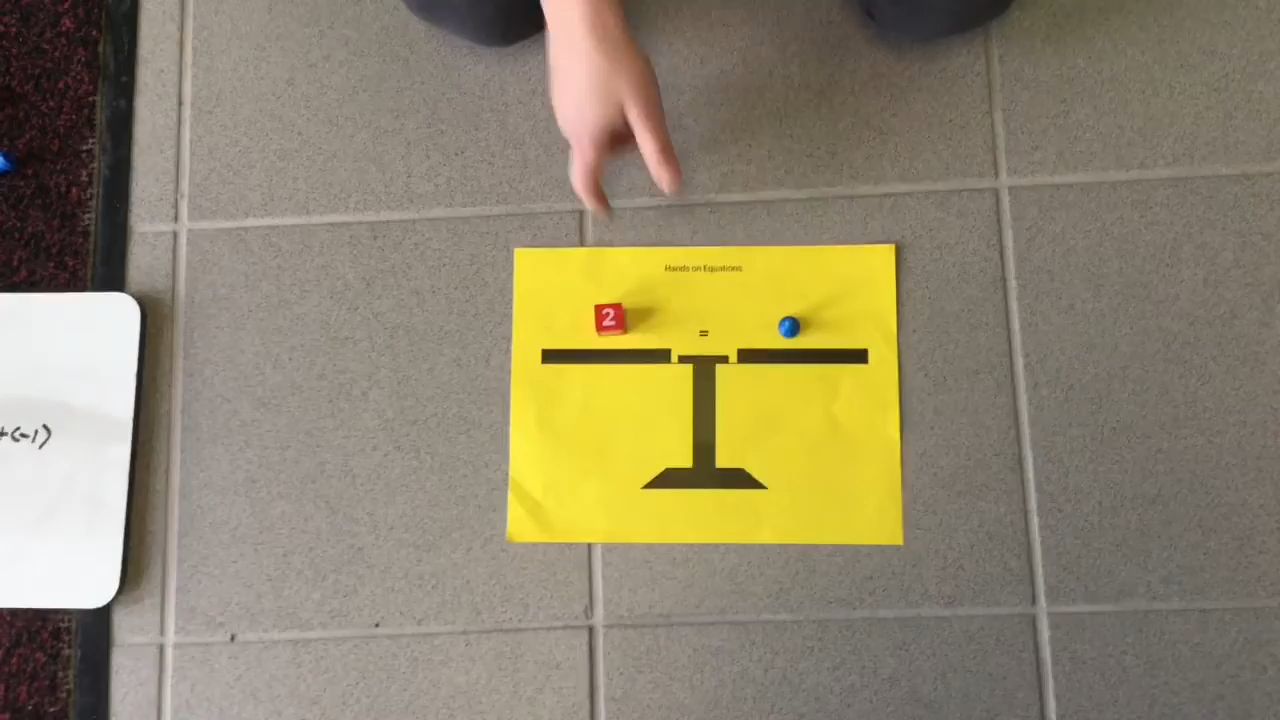 Hands on Equations
2
=
+(-1)